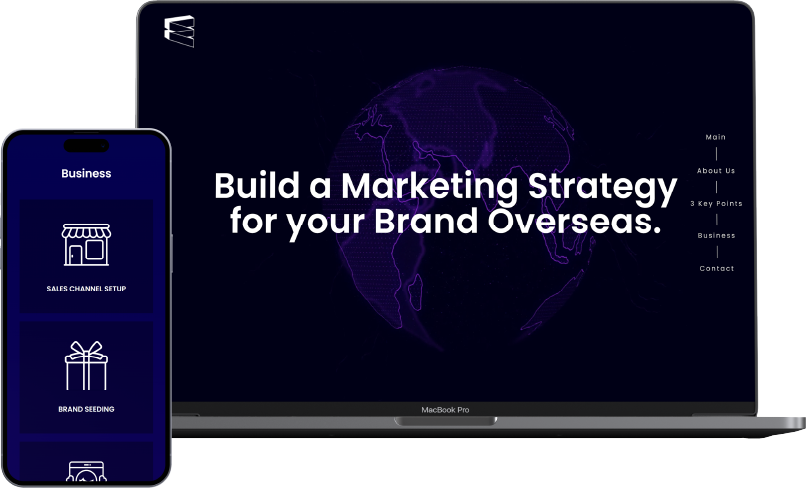 Build a Marketing Strategy
for your Brand Overseas.
Main
About Us
3 Key Points
Business
Contact
MacBook Pro
Business
SALES CHANNEL SETUP
BRAND SEEDING